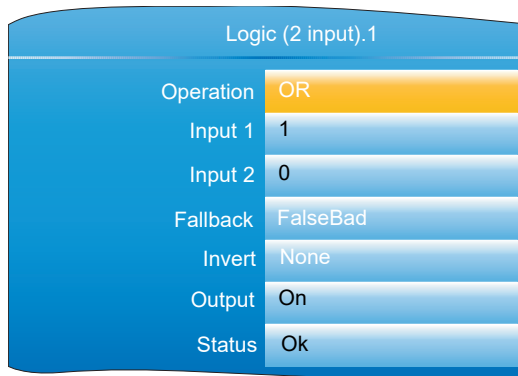 Logic (2 input).1
Operation OR
Input 1 1
Input 2 0
Fallback FalseBad
Invert None
Output On
Status Ok